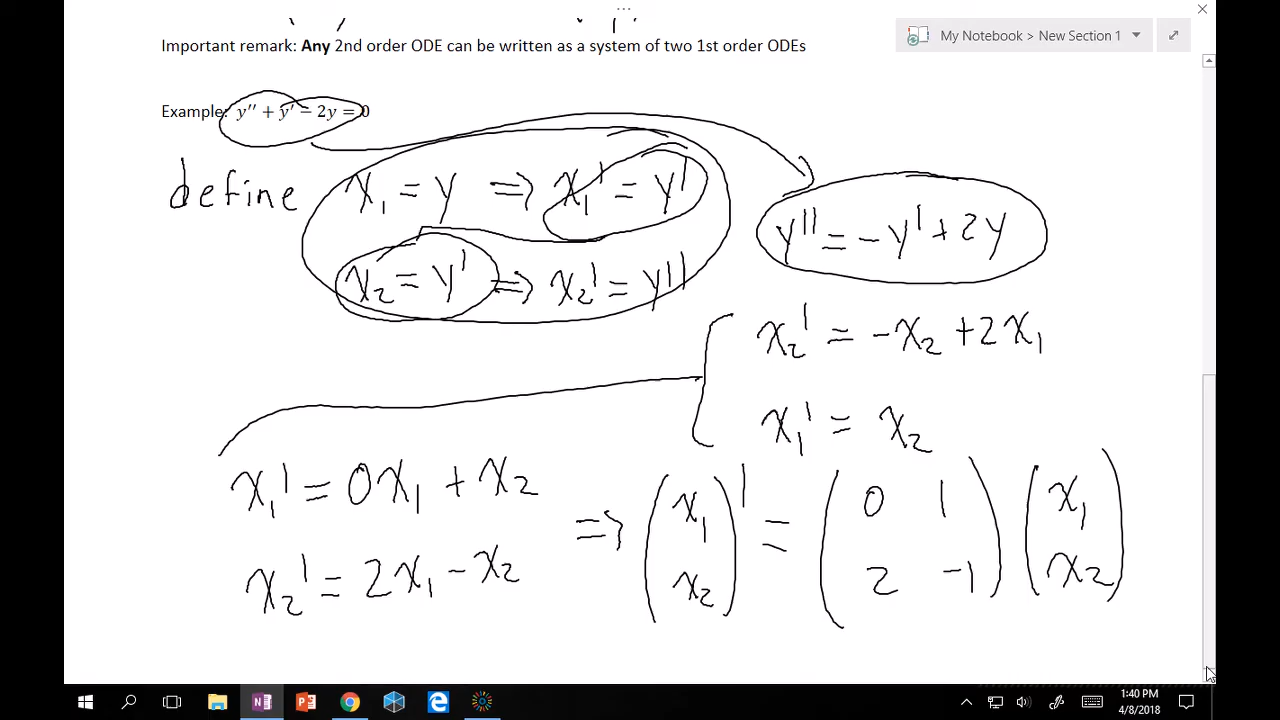 Important remark: Any 2nd order ODE can be written as a system of two 1st order ODEs
My Notebook > New Section 1
Example: y′′ + y′ − 2y = 0
define x₁ = y ⟹ x₁' = y'
y'' = -y' + 2y
x₂ = y' ⟹ x₂' = y''
x₂' = -x₂ + 2x₁
x₁' = x₂
x₁' = 0x₁ + x₂
x₂' = 2x₁ - x₂
⟹ (x₁ x₂)' = (0 1 2 -1) (x₁ x₂)
1:40 PM
4/8/2018